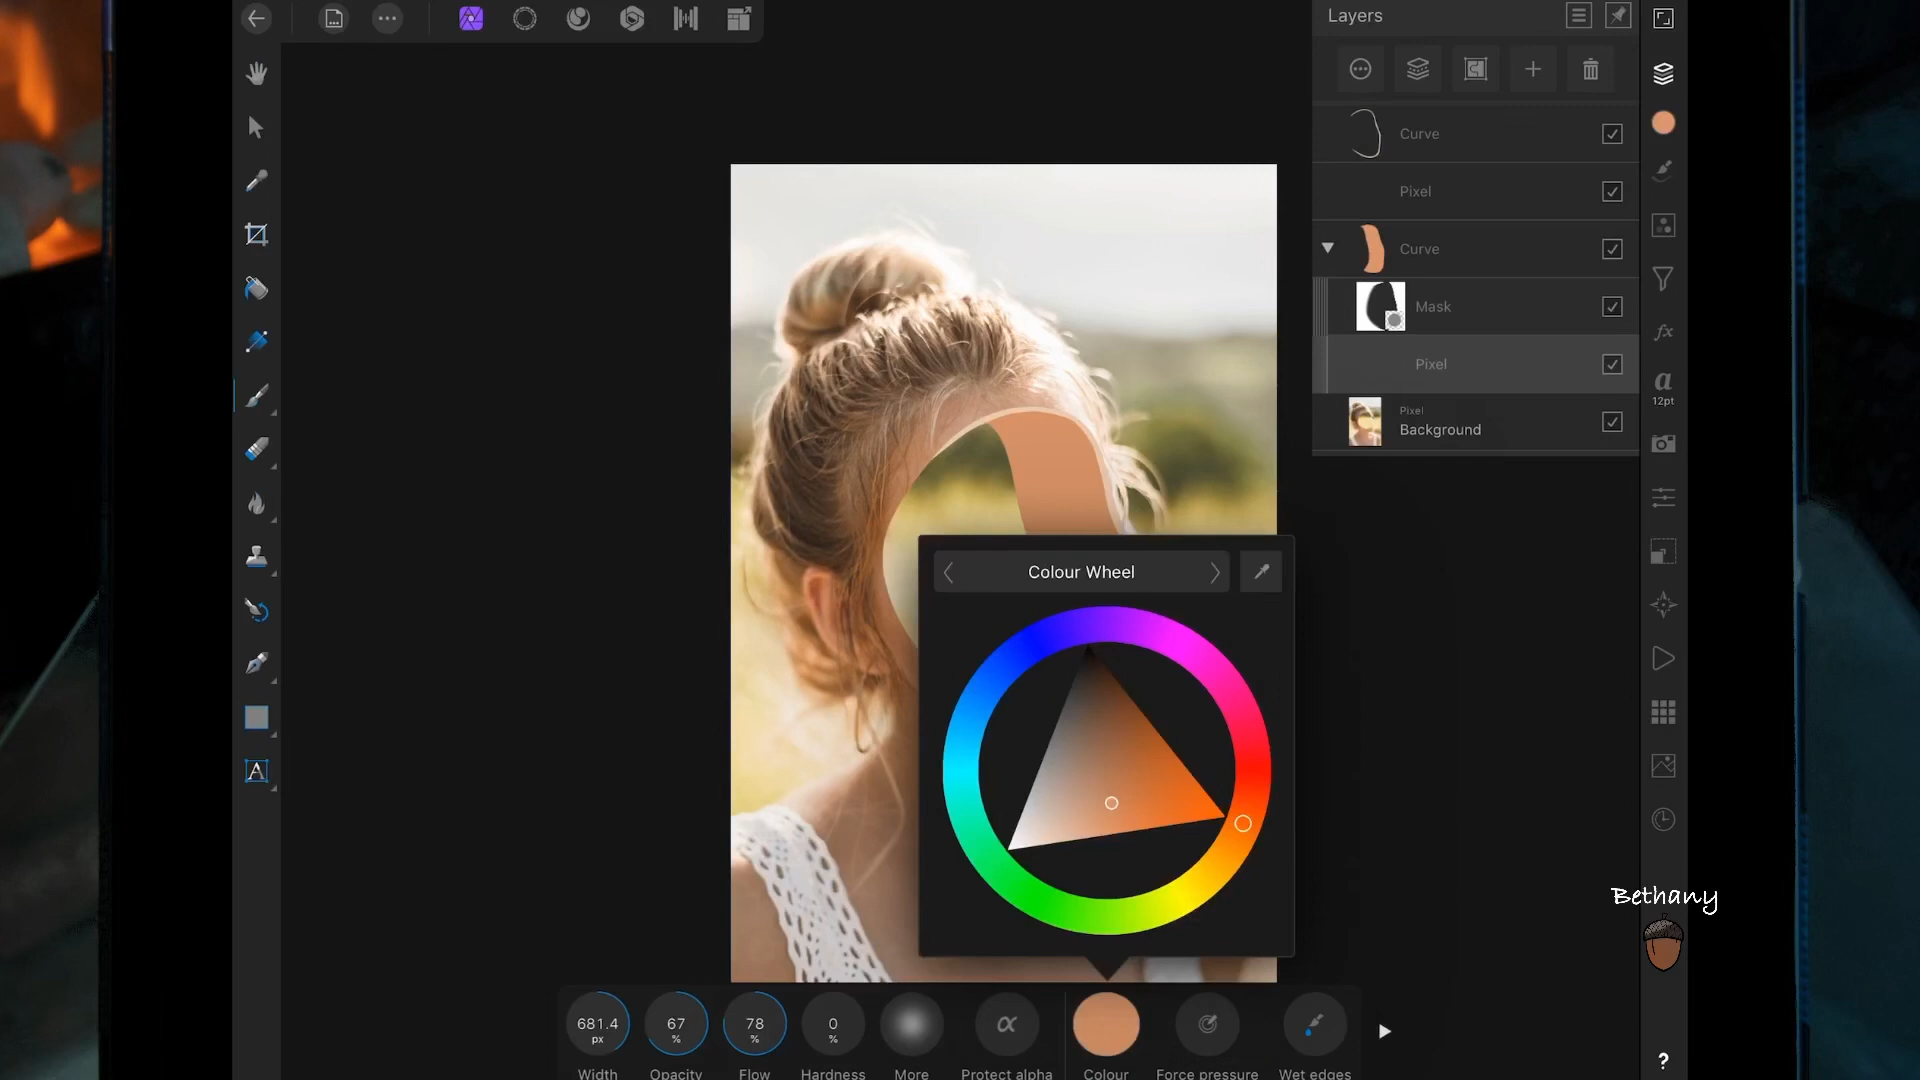 Layers
Curve
Pixel
Curve
Mask
Pixel
Pixel
Background
a
12pt
fx
A
Colour Wheel
Bethany
681.4
px
67
%
78
%
0
%
α
Width
Opacity
Flow
Hardness
More
Protect alpha
Colour
Force pressure
Wet edges
?